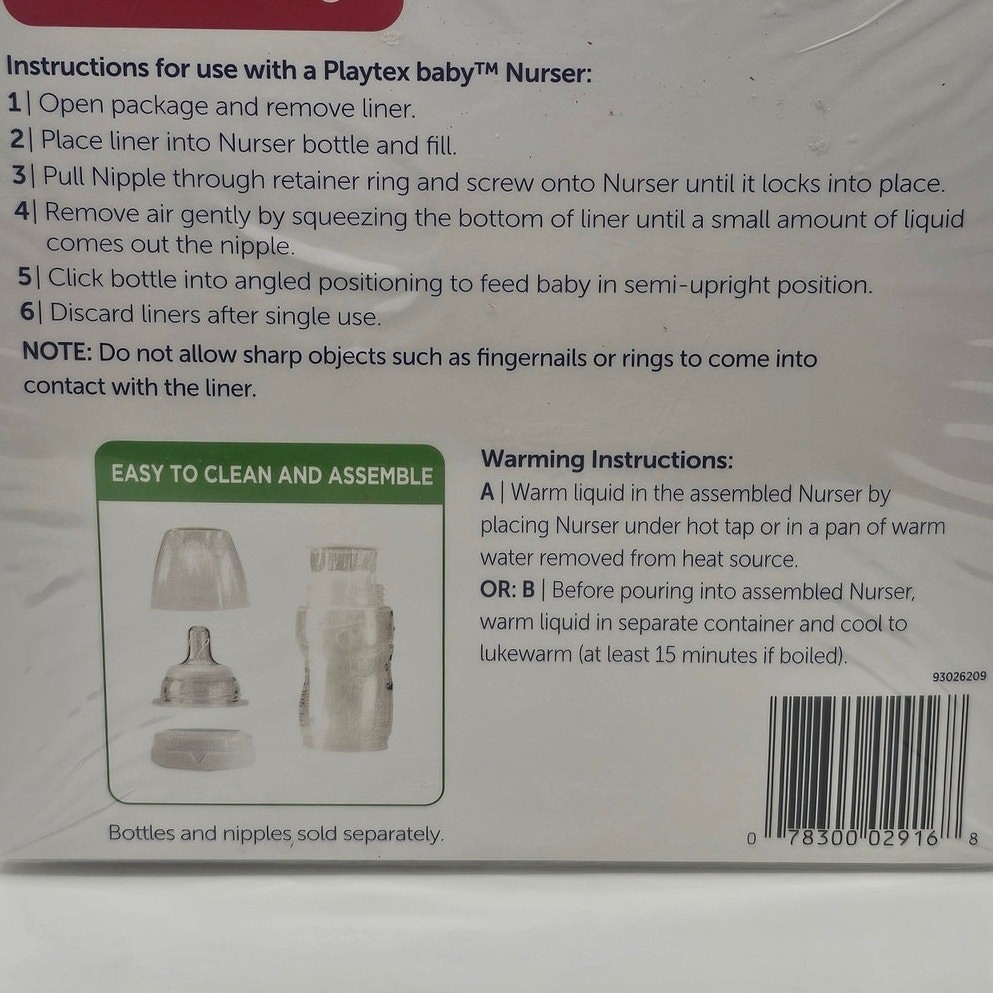 Instructions for use with a Playtex baby™ Nurser:
1| Open package and remove liner.
2| Place liner into Nurser bottle and fill.
3| Pull Nipple through retainer ring and screw onto Nurser until it locks into place.
4| Remove air gently by squeezing the bottom of liner until a small amount of liquid
comes out the nipple.
5| Click bottle into angled positioning to feed baby in semi-upright position.
6| Discard liners after single use.
NOTE: Do not allow sharp objects such as fingernails or rings to come into
contact with the liner.
EASY TO CLEAN AND ASSEMBLE
Bottles and nipples sold separately.
Warming Instructions:
A | Warm liquid in the assembled Nurser by
placing Nurser under hot tap or in a pan of warm
water removed from heat source.
OR: B | Before pouring into assembled Nurser,
warm liquid in separate container and cool to
lukewarm (at least 15 minutes if boiled).
93026209
0 78300 02916 8